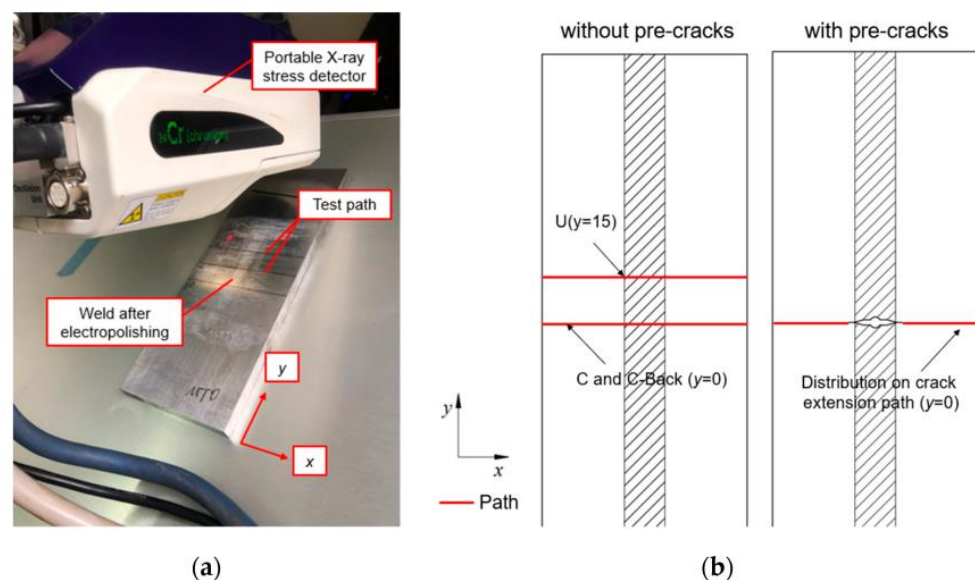 Portable X-ray
stress detector
Cr
Test path
Weld after
electropolishing
y
x
(a)
without pre-cracks
with pre-cracks
U(y=15)
C and C-Back (y=0)
Distribution on crack
extension path (y=0)
y
x
Path
(b)